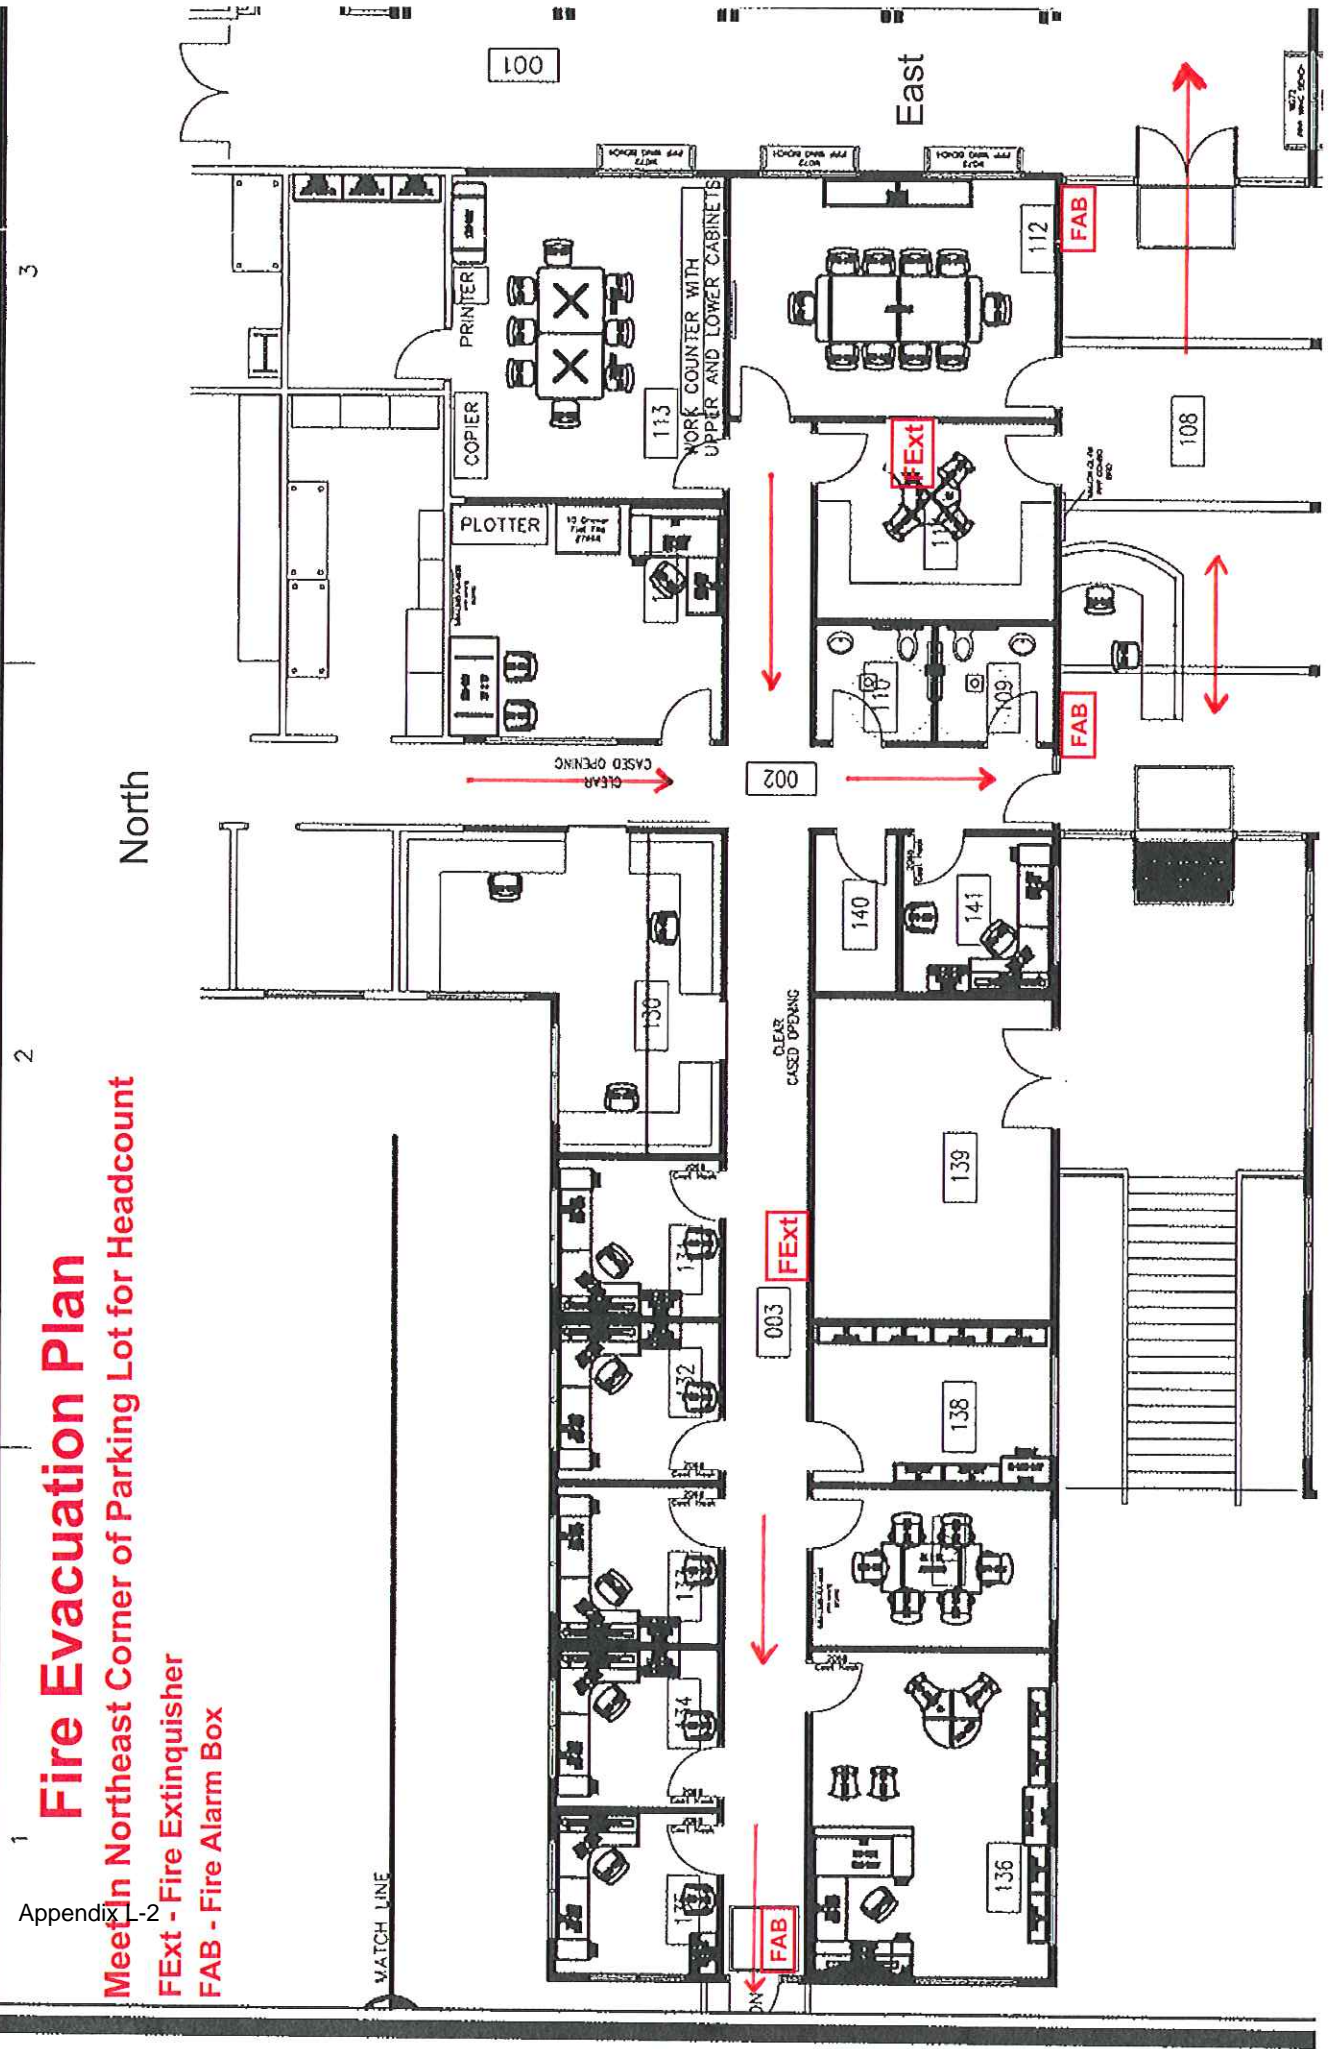 1
2
3
Fire Evacuation Plan
Meet In Northeast Corner of Parking Lot for Headcount
FExt - Fire Extinquisher
FAB - Fire Alarm Box
Appendix L-2
North
East
MATCH LINE
001
PRINTER
COPIER
PLOTTER
113
WORK COUNTER WITH
UPPER AND LOWER CABINETS
112
FAB
FExt
108
110
109
FAB
CLEAR
CASED OPENING
002
130
140
141
CLEAR
CASED OPENING
139
FExt
003
131
132
138
133
134
136
FAB